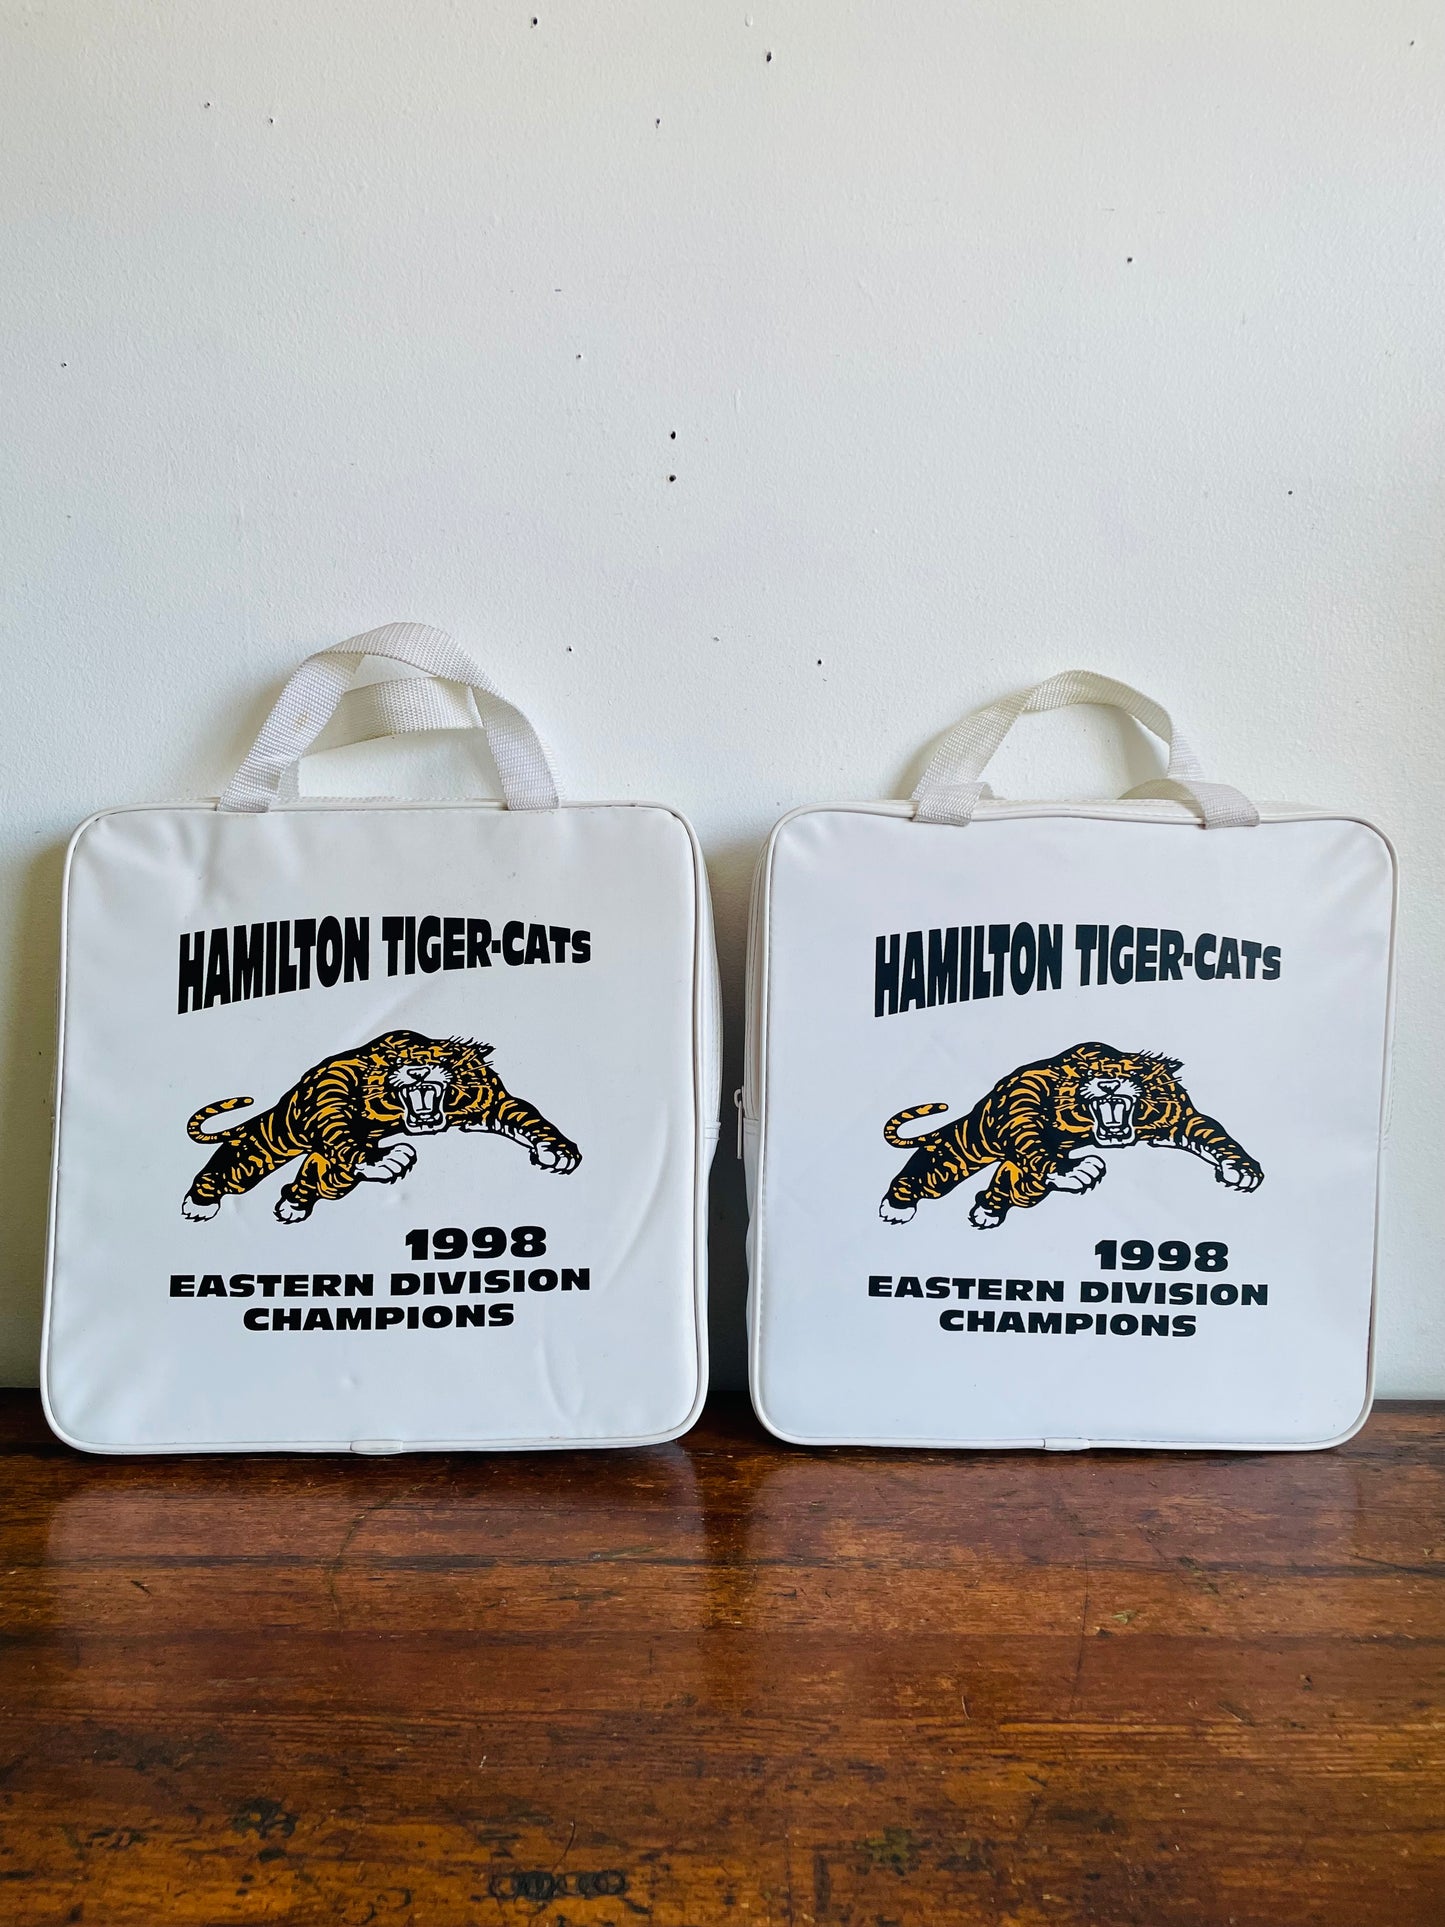 HAMILTON TIGER-CATS
1998
EASTERN DIVISION
CHAMPIONS
HAMILTON TIGER-CATS
1998
EASTERN DIVISION
CHAMPIONS